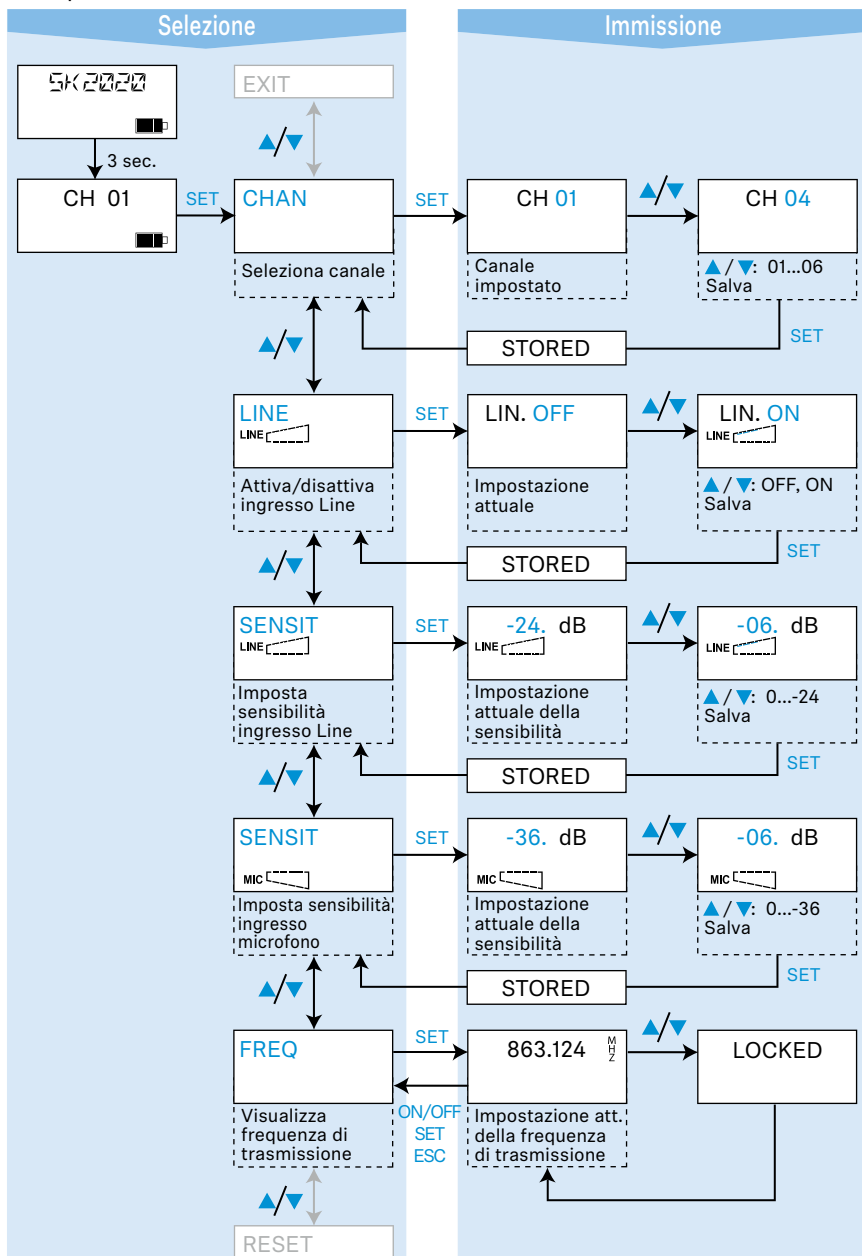 Selezione
Immissione
SK2020
EXIT
▲/▼
3 sec.
CH 01
SET
CHAN
SET
CH 01
▲/▼
CH 04
Seleziona canale
Canale
impostato
▲/▼: 01...06
Salva
▲/▼
STORED
SET
LINE
LINE
SET
LIN. OFF
▲/▼
LIN. ON
LINE
Attiva/disattiva
ingresso Line
Impostazione
attuale
▲/▼: OFF, ON
Salva
▲/▼
STORED
SET
SENSIT
LINE
SET
-24. dB
LINE
▲/▼
-06. dB
LINE
Imposta
sensibilità
ingresso Line
Impostazione
attuale della
sensibilità
▲/▼: 0...-24
Salva
▲/▼
STORED
SET
SENSIT
MIC
SET
-36. dB
MIC
▲/▼
-06. dB
MIC
Imposta sensibilità
ingresso
microfono
Impostazione
attuale della
sensibilità
▲/▼: 0...-36
Salva
▲/▼
STORED
SET
FREQ
SET
863.124 MHZ
▲/▼
LOCKED
Visualizza
frequenza di
trasmissione
ON/OFF
SET
ESC
Impostazione att.
della frequenza
di trasmissione
▲/▼
RESET